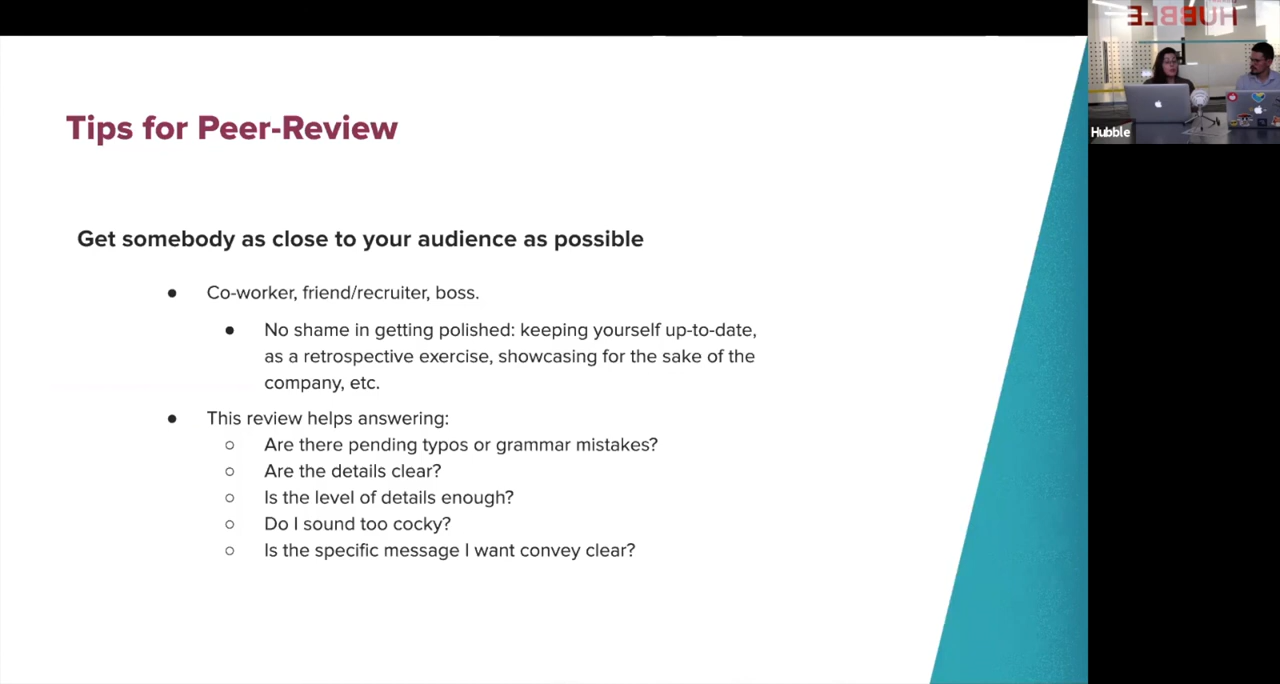 Tips for Peer-Review
Get somebody as close to your audience as possible
● Co-worker, friend/recruiter, boss.
● No shame in getting polished: keeping yourself up-to-date,
as a retrospective exercise, showcasing for the sake of the
company, etc.
● This review helps answering:
○ Are there pending typos or grammar mistakes?
○ Are the details clear?
○ Is the level of details enough?
○ Do I sound too cocky?
○ Is the specific message I want convey clear?
HUBBLE
Hubble